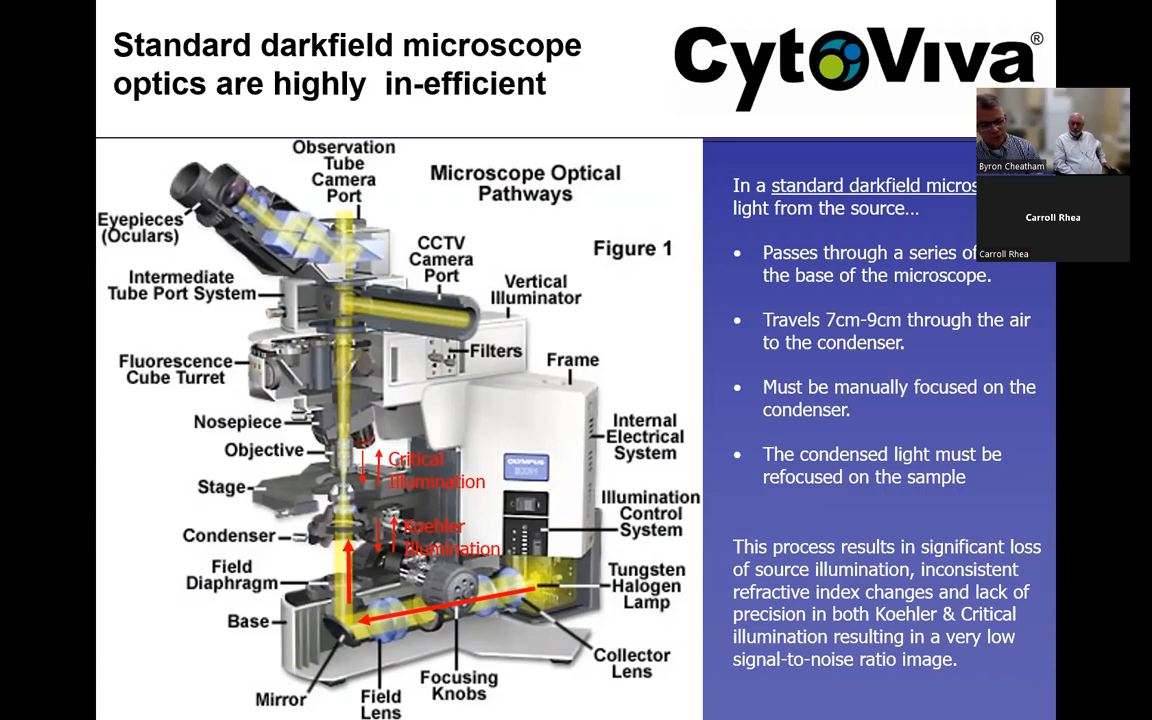 Standard darkfield microscope
optics are highly in-efficient
CytoViva®
Byron Cheatham
Carroll Rhea
Carroll Rhea
Microscope Optical
Pathways
Figure 1
Observation
Tube
Camera
Port
Eyepieces
(Oculars)
CCTV
Camera
Port
Intermediate
Tube Port System
Vertical
Illuminator
Filters
Frame
Fluorescence
Cube Turret
Nosepiece
Internal
Electrical
System
Objective
Critical
Illumination
OLYMPUS
Stage
Illumination
Control
System
Condenser
Koehler
Illumination
Field
Diaphragm
Tungsten
Halogen
Lamp
Base
Collector
Lens
Focusing
Knobs
Mirror
Field
Lens
In a standard darkfield micros
light from the source…
• Passes through a series of
the base of the microscope.
• Travels 7cm-9cm through the air
to the condenser.
• Must be manually focused on the
condenser.
• The condensed light must be
refocused on the sample
This process results in significant loss
of source illumination, inconsistent
refractive index changes and lack of
precision in both Koehler & Critical
illumination resulting in a very low
signal-to-noise ratio image.